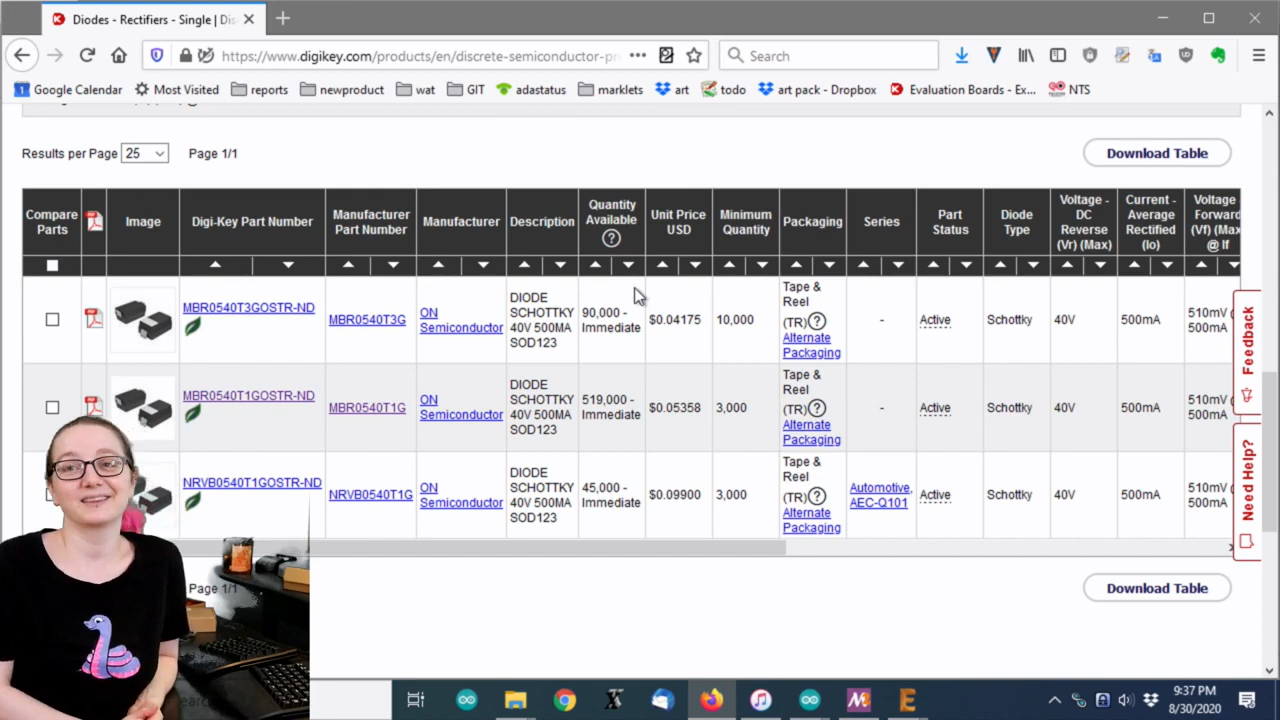 Diodes - Rectifiers - Single | Dis
https://www.digikey.com/products/en/discrete-semiconductor-pr
Search
Google Calendar
Most Visited
reports
newproduct
wat
GIT
adastatus
marklets
art
todo
art pack - Dropbox
Evaluation Boards - Ex...
NTS
Results per Page 25 Page 1/1
Download Table
Compare Parts
Image
Digi-Key Part Number
Manufacturer Part Number
Manufacturer
Description
Quantity Available
Unit Price USD
Minimum Quantity
Packaging
Series
Part Status
Diode Type
Voltage - DC Reverse (Vr) (Max)
Current - Average Rectified (Io)
Voltage Forward (Vf) (Max @ If
MBR0540T3GOSTR-ND
MBR0540T3G
ON Semiconductor
DIODE SCHOTTKY 40V 500MA SOD123
90,000 - Immediate
$0.04175
10,000
Tape & Reel (TR)
Alternate Packaging
-
Active
Schottky
40V
500mA
510mV (
500mA
MBR0540T1GOSTR-ND
MBR0540T1G
ON Semiconductor
DIODE SCHOTTKY 40V 500MA SOD123
519,000 - Immediate
$0.05358
3,000
Tape & Reel (TR)
Alternate Packaging
-
Active
Schottky
40V
500mA
510mV (
500mA
NRVB0540T1GOSTR-ND
NRVB0540T1G
ON Semiconductor
DIODE SCHOTTKY 40V 500MA SOD123
45,000 - Immediate
$0.09900
3,000
Tape & Reel (TR)
Alternate Packaging
Automotive, AEC-Q101
Active
Schottky
40V
500mA
510mV (
500mA
Feedback
Need Help?
Page 1/1
Download Table
9:37 PM
8/30/2020